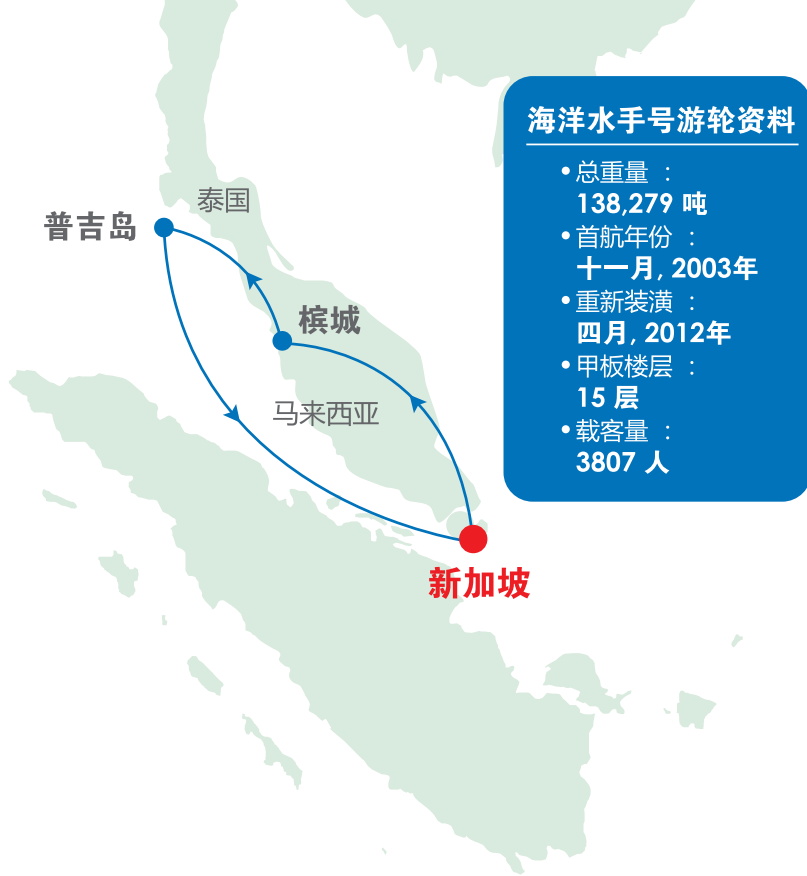 海洋水手号游轮资料
•总重量 :
138,279 吨
•首航年份 :
十一月, 2003年
•重新装潢 :
四月, 2012年
•甲板楼层 :
15 层
•载客量 :
3807 人
泰国
普吉岛
槟城
马来西亚
新加坡